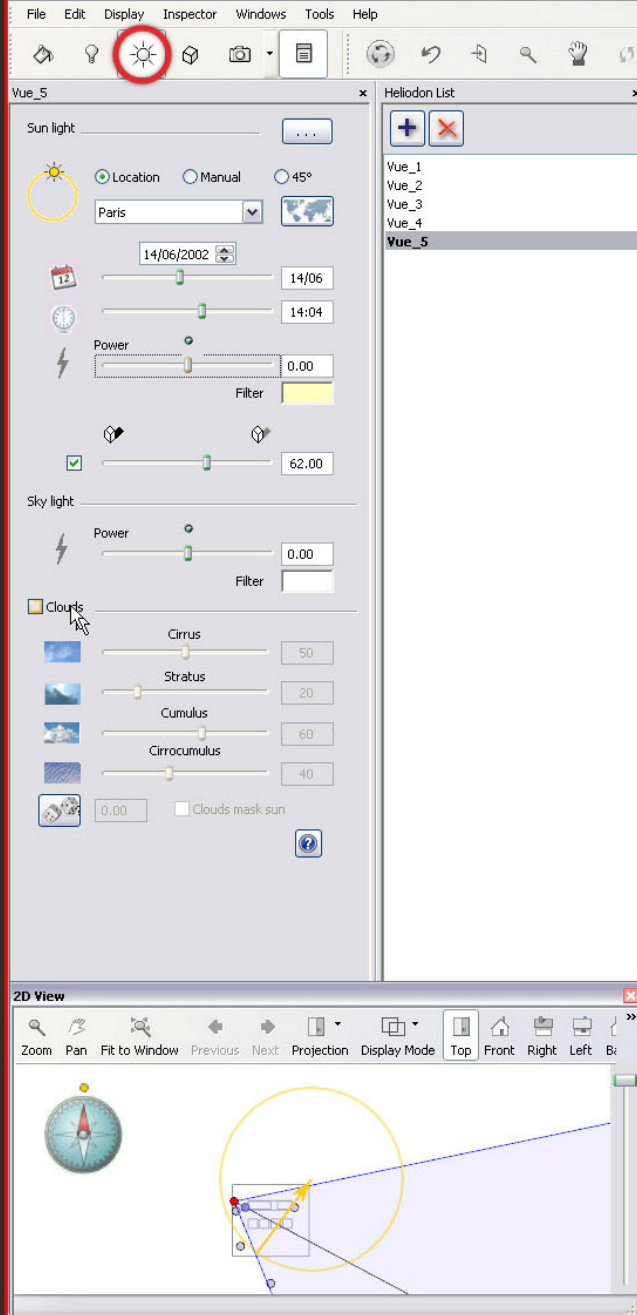 File Edit Display Inspector Windows Tools Help
Vue_5
Sun light
...
Location Manual 45°
Paris
14/06/2002
12
14/06
14:04
Power
0.00
Filter
62.00
Sky light
Power
0.00
Filter
Clouds
Cirrus
50
Stratus
20
Cumulus
60
Cirrocumulus
40
0.00 Clouds mask sun
?
Heliodon List
Vue_1
Vue_2
Vue_3
Vue_4
Vue_5
2D View
Zoom Pan Fit to Window Previous Next Projection Display Mode Top Front Right Left Ba